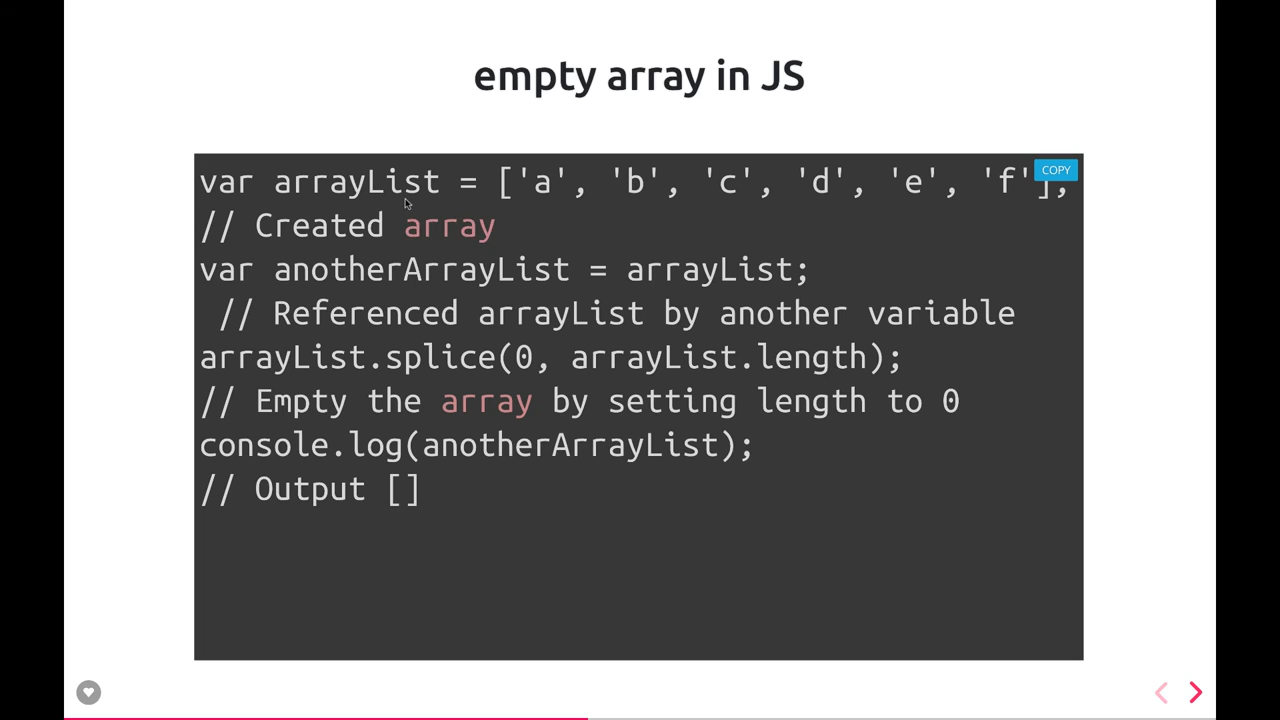 empty array in JS
COPY
var arrayList = ['a', 'b', 'c', 'd', 'e', 'f'];
// Created array
var anotherArrayList = arrayList;
// Referenced arrayList by another variable
arrayList.splice(0, arrayList.length);
// Empty the array by setting length to 0
console.log(anotherArrayList);
// Output []